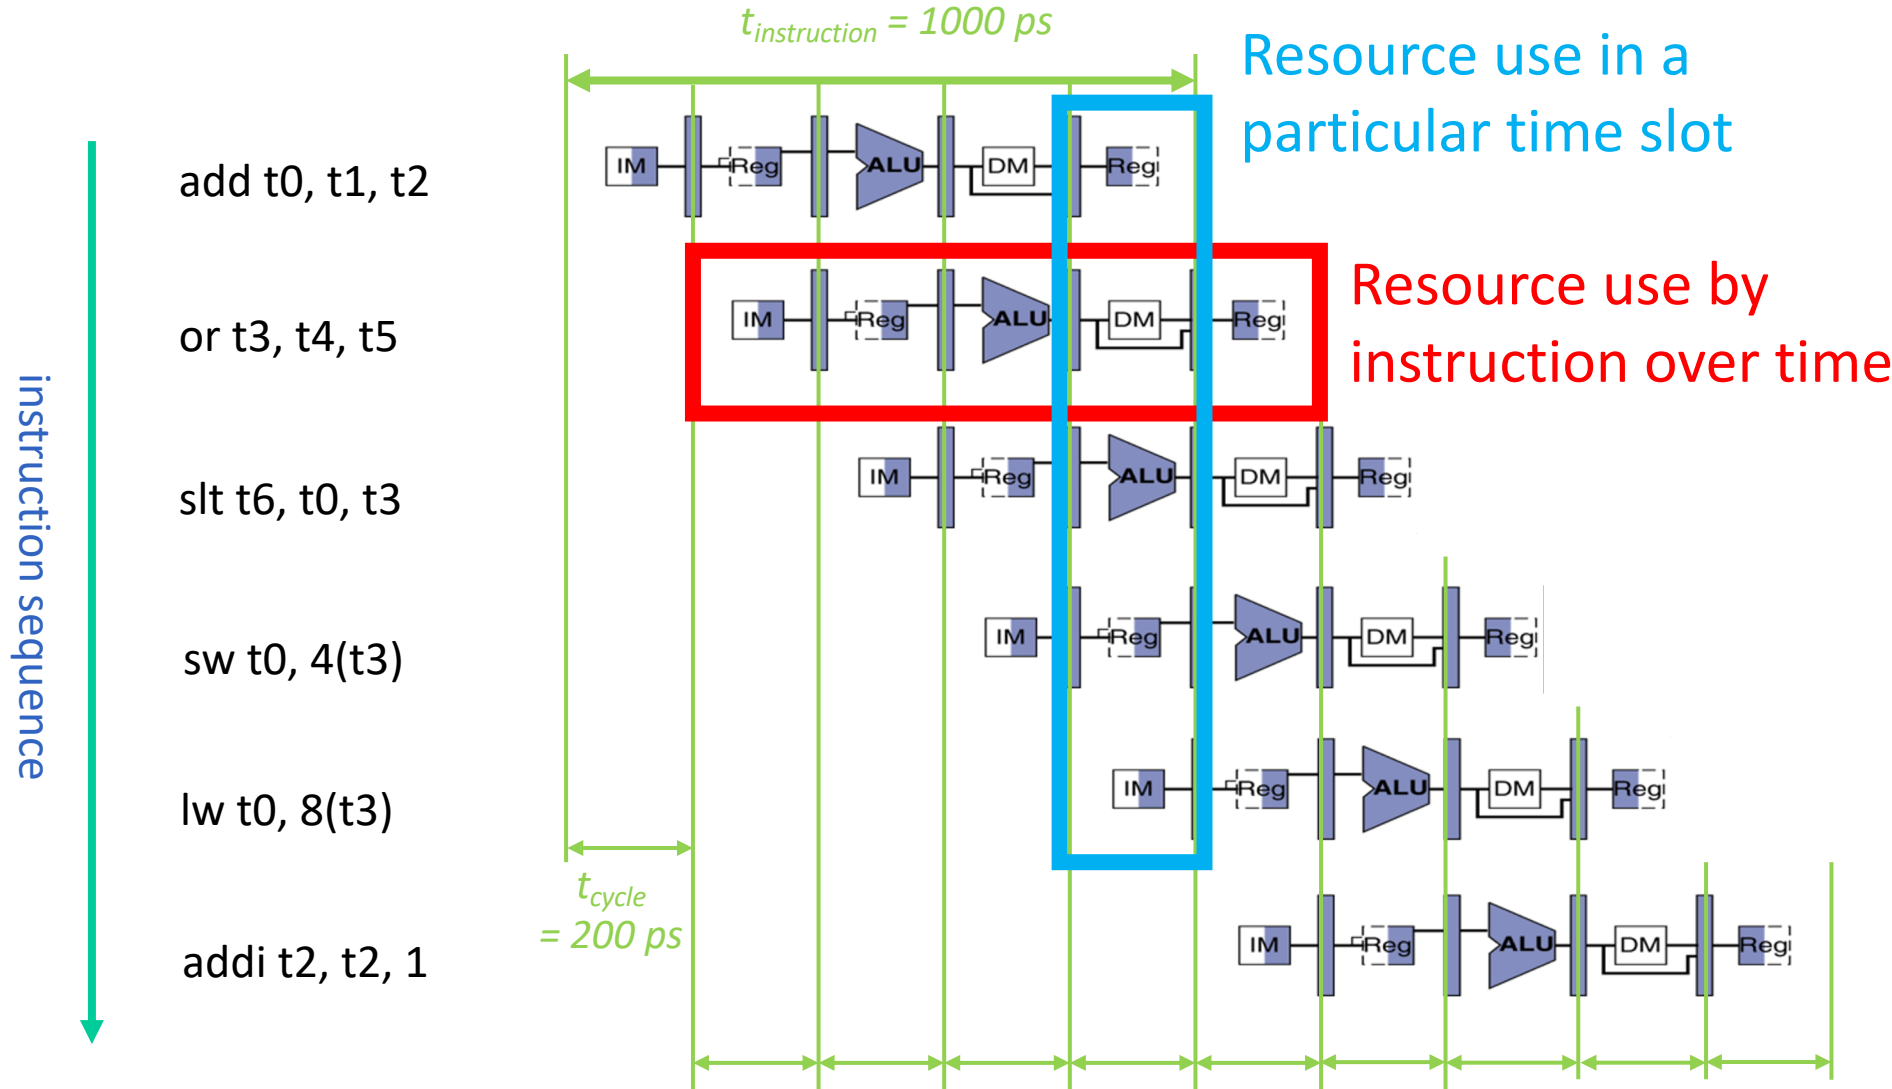 t_instruction = 1000 ps
Resource use in a
particular time slot
add t0, t1, t2
IM Reg ALU DM Reg
or t3, t4, t5
IM Reg ALU DM Reg
Resource use by
instruction over time
slt t6, t0, t3
IM Reg ALU DM Reg
instruction sequence
sw t0, 4(t3)
IM Reg ALU DM Reg
lw t0, 8(t3)
IM Reg ALU DM Reg
t_cycle
= 200 ps
addi t2, t2, 1
IM Reg ALU DM Reg